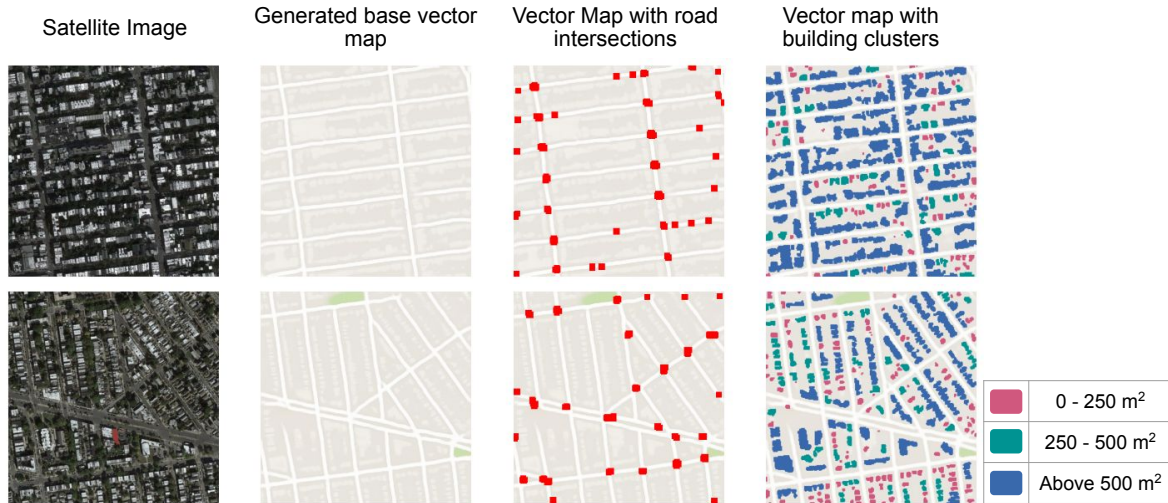 Satellite Image
Generated base vector
map
Vector Map with road
intersections
Vector map with
building clusters
0 - 250 m²
250 - 500 m²
Above 500 m²